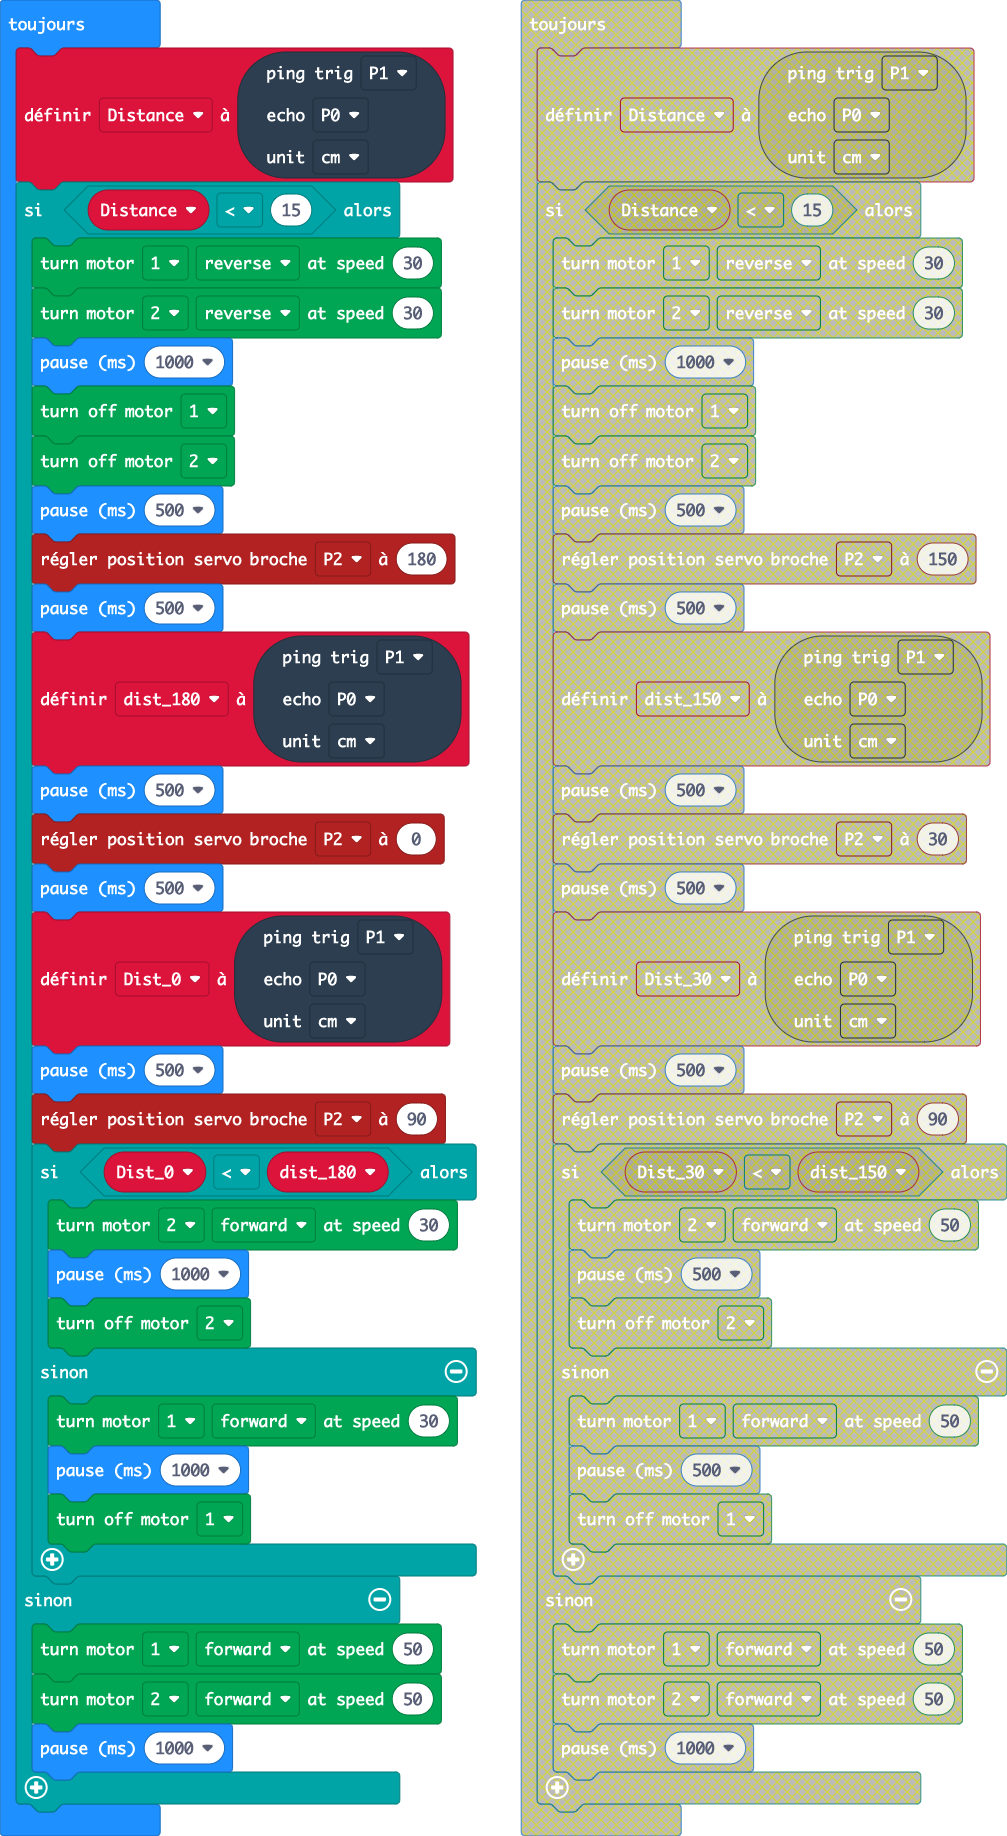 toujours
ping trig P1
définir Distance à echo P0
unit cm
si Distance < 15 alors
turn motor 1 reverse at speed 30
turn motor 2 reverse at speed 30
pause (ms) 1000
turn off motor 1
turn off motor 2
pause (ms) 500
régler position servo broche P2 à 180
pause (ms) 500
ping trig P1
définir dist_180 à echo P0
unit cm
pause (ms) 500
régler position servo broche P2 à 0
pause (ms) 500
ping trig P1
définir Dist_0 à echo P0
unit cm
pause (ms) 500
régler position servo broche P2 à 90
si Dist_0 < dist_180 alors
turn motor 2 forward at speed 30
pause (ms) 1000
turn off motor 2
sinon
turn motor 1 forward at speed 30
pause (ms) 1000
turn off motor 1
sinon
turn motor 1 forward at speed 50
turn motor 2 forward at speed 50
pause (ms) 1000
toujours
ping trig P1
définir Distance à echo P0
unit cm
si Distance < 15 alors
turn motor 1 reverse at speed 30
turn motor 2 reverse at speed 30
pause (ms) 1000
turn off motor 1
turn off motor 2
pause (ms) 500
régler position servo broche P2 à 150
pause (ms) 500
ping trig P1
définir dist_150 à echo P0
unit cm
pause (ms) 500
régler position servo broche P2 à 30
pause (ms) 500
ping trig P1
définir Dist_30 à echo P0
unit cm
pause (ms) 500
régler position servo broche P2 à 90
si Dist_30 < dist_150 alors
turn motor 2 forward at speed 50
pause (ms) 500
turn off motor 2
sinon
turn motor 1 forward at speed 50
pause (ms) 500
turn off motor 1
sinon
turn motor 1 forward at speed 50
turn motor 2 forward at speed 50
pause (ms) 1000